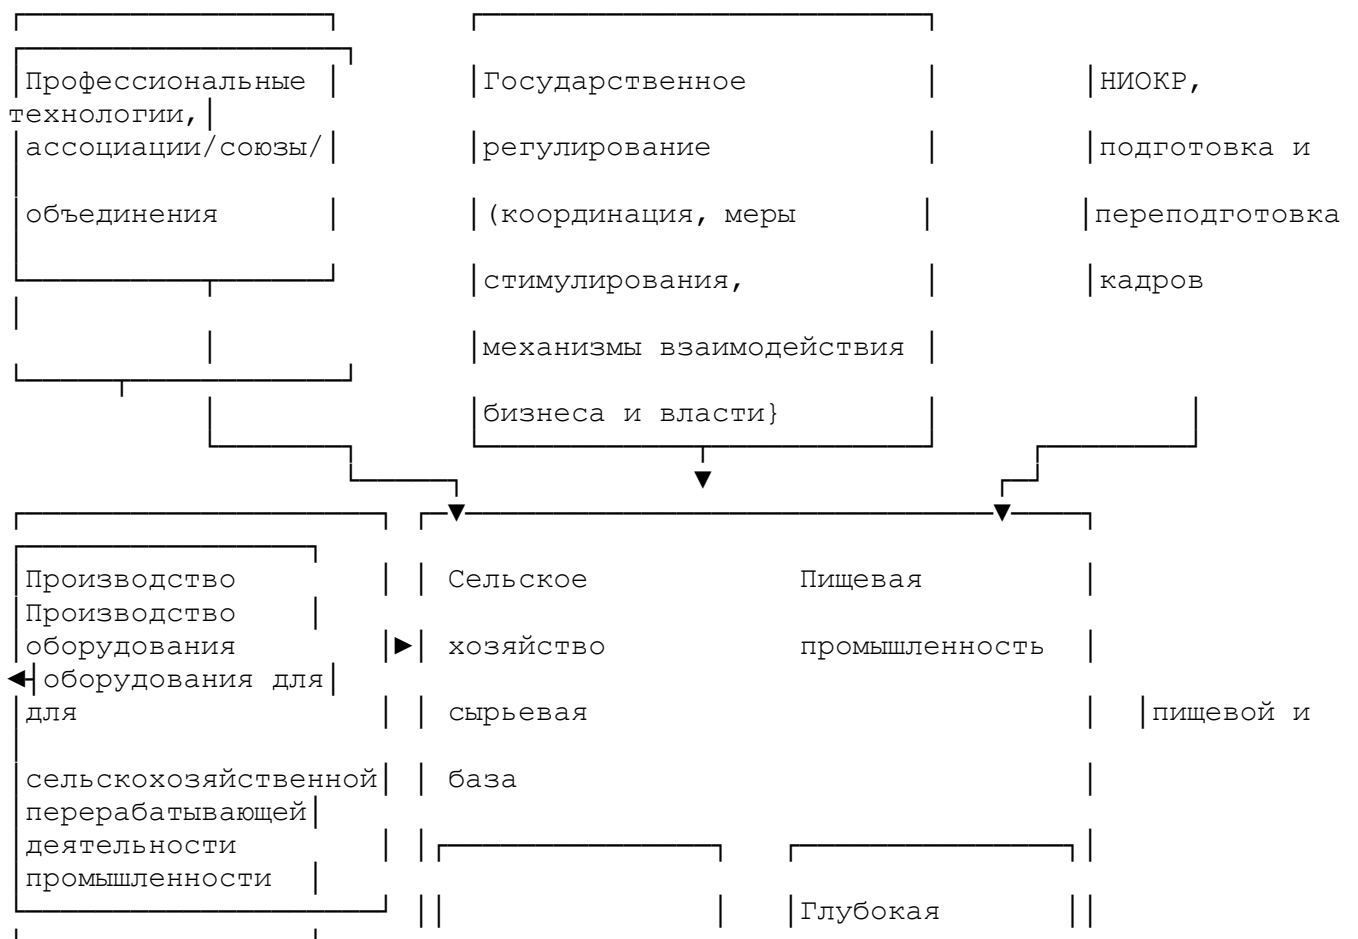 Профессиональные Государственное НИОКР,
технологии,
ассоциации/союзы/ регулирование подготовка и
объединения (координация, меры переподготовка
стимулирования, кадров
механизмы взаимодействия
бизнеса и власти}
Производство Сельское Пищевая
Производство
оборудования хозяйство промышленность
оборудования для
для сырьевая пищевой и
сельскохозяйственной база
перерабатывающей
деятельности
промышленности
Глубокая